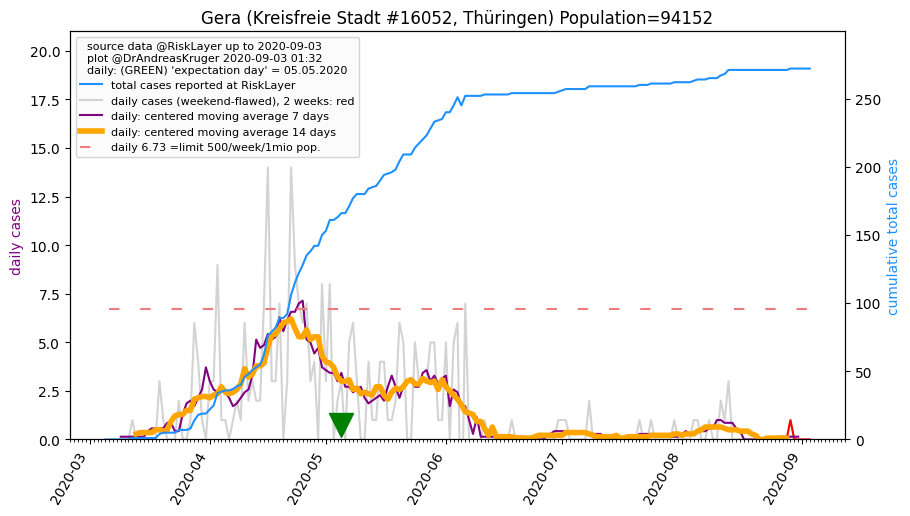 Gera (Kreisfreie Stadt #16052, Thüringen) Population=94152
source data @RiskLayer up to 2020-09-03
plot @DrAndreasKruger 2020-09-03 01:32
daily: (GREEN) 'expectation day' = 05.05.2020
total cases reported at RiskLayer
daily cases (weekend-flawed), 2 weeks: red
daily: centered moving average 7 days
daily: centered moving average 14 days
daily 6.73 =limit 500/week/1mio pop.
daily cases
20.0
17.5
15.0
12.5
10.0
7.5
5.0
2.5
0.0
250
200
150
100
50
0
cumulative total cases
2020-03
2020-04
2020-05
2020-06
2020-07
2020-08
2020-09